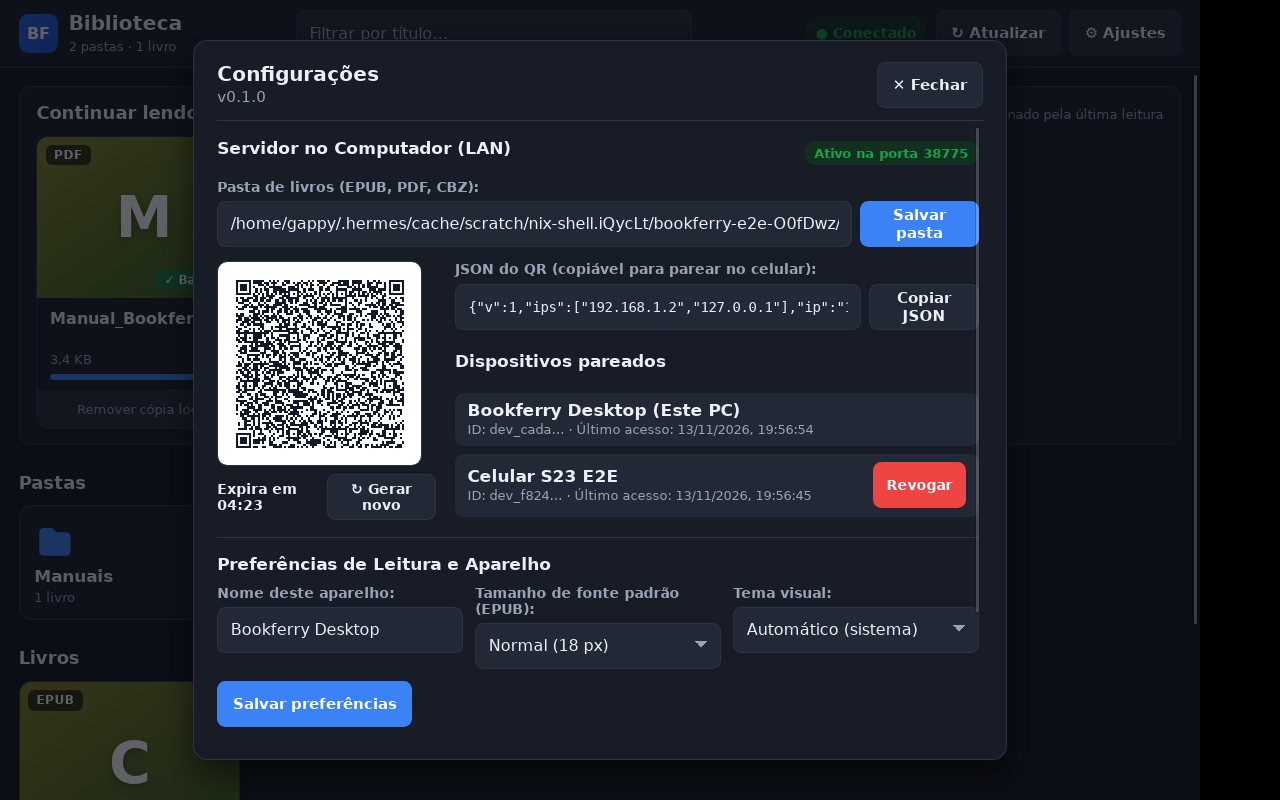 BF
Biblioteca
2 pastas · 1 livro
Filtrar por título...
● Conectado
↻ Atualizar
⚙ Ajustes
Configurações
v0.1.0
✕ Fechar
Continuar lendo
nado pela última leitura
PDF
M
✓ Ba
Manual_Bookfer
3,4 KB
Remover cópia loc
Servidor no Computador (LAN)
Ativo na porta 38775
Pasta de livros (EPUB, PDF, CBZ):
/home/gappy/.hermes/cache/scratch/nix-shell.iQycLt/bookferry-e2e-O0fDwz/
Salvar
pasta
JSON do QR (copiável para parear no celular):
{"v":1,"ips":["192.168.1.2","127.0.0.1"],"ip":"
Copiar
JSON
Dispositivos pareados
Bookferry Desktop (Este PC)
ID: dev_cada... · Último acesso: 13/11/2026, 19:56:54
Celular S23 E2E
ID: dev_f824... · Último acesso: 13/11/2026, 19:56:45
Revogar
Expira em
04:23
↻ Gerar
novo
Pastas
Manuais
1 livro
Preferências de Leitura e Aparelho
Nome deste aparelho:
Bookferry Desktop
Tamanho de fonte padrão
(EPUB):
Normal (18 px)
Tema visual:
Automático (sistema)
Salvar preferências
Livros
EPUB
C